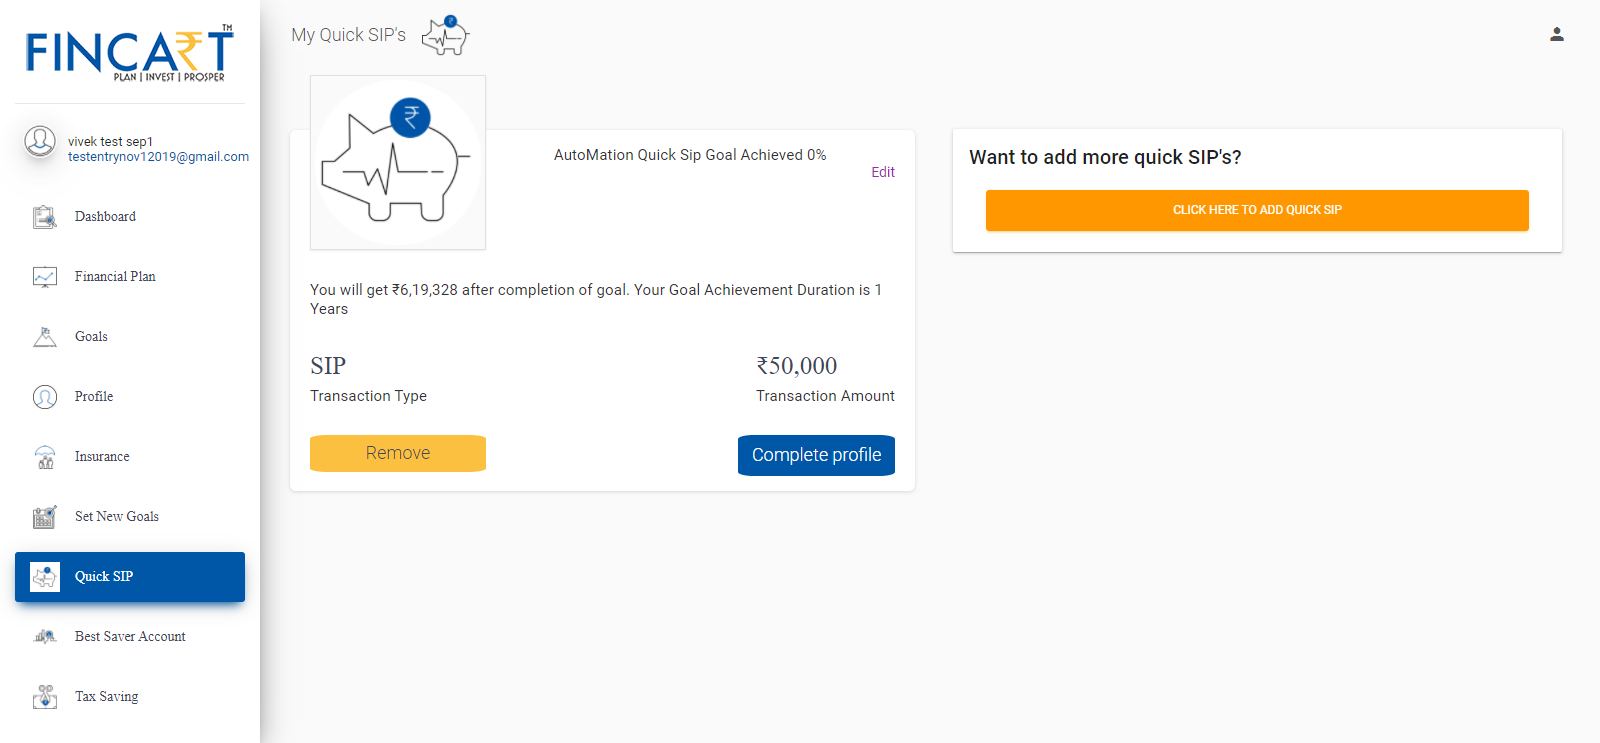 FINCA₹T™
PLAN | INVEST | PROSPER
vivek test sep1
testentrynov12019@gmail.com
Dashboard
Financial Plan
Goals
Profile
Insurance
Set New Goals
Quick SIP
Best Saver Account
Tax Saving
My Quick SIP's
₹
₹
AutoMation Quick Sip Goal Achieved 0%
Edit
You will get ₹6,19,328 after completion of goal. Your Goal Achievement Duration is 1
Years
SIP
Transaction Type
₹50,000
Transaction Amount
Remove
Complete profile
Want to add more quick SIP's?
CLICK HERE TO ADD QUICK SIP